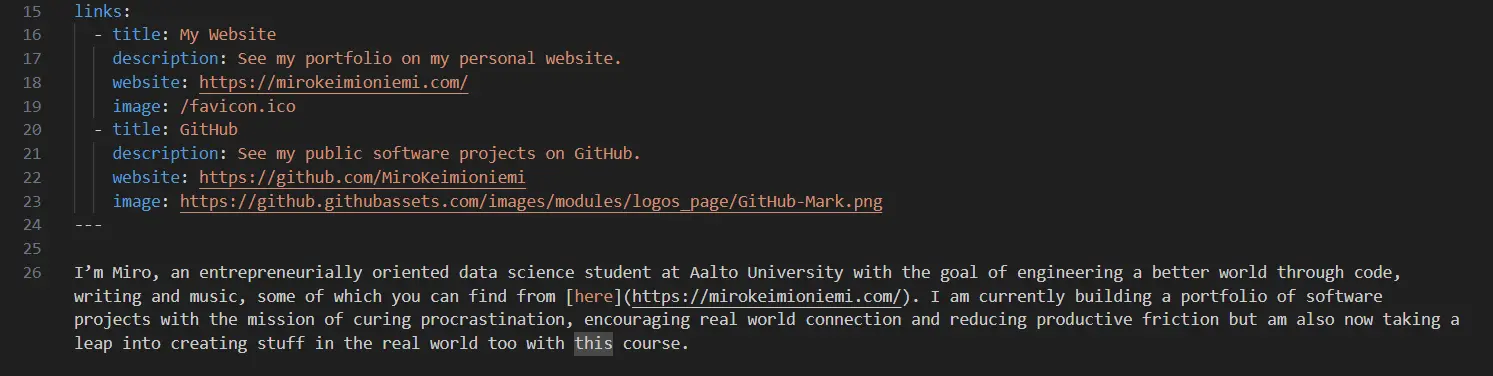 15 links:
16 - title: My Website
17 description: See my portfolio on my personal website.
18 website: https://mirokeimioniemi.com/
19 image: /favicon.ico
20 - title: GitHub
21 description: See my public software projects on GitHub.
22 website: https://github.com/MiroKeimioniemi
23 image: https://github.githubassets.com/images/modules/logos_page/GitHub-Mark.png
24 ---
25
26 I’m Miro, an entrepreneurially oriented data science student at Aalto University with the goal of engineering a better world through code,
writing and music, some of which you can find from [here](https://mirokeimioniemi.com/). I am currently building a portfolio of software
projects with the mission of curing procrastination, encouraging real world connection and reducing productive friction but am also now taking a
leap into creating stuff in the real world too with this course.